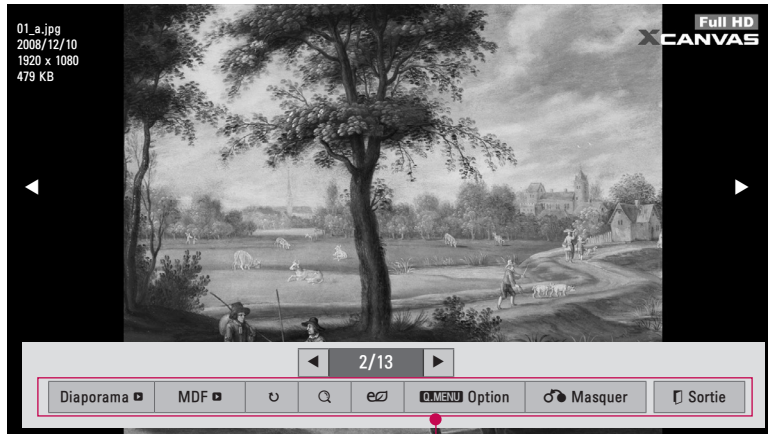 01_a.jpg
2008/12/10
1920 x 1080
479 KB
Full HD
XCANVAS
2/13
Diaporama MDF Q.MENU Option Masquer Sortie